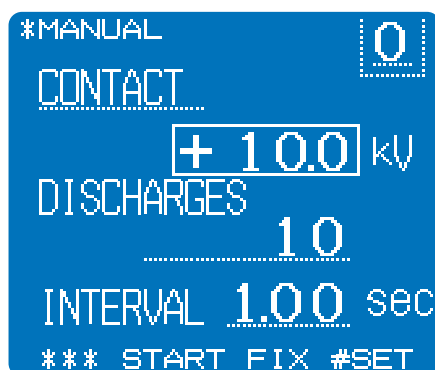 *MANUAL 0
CONTACT
+ 10.0 kV
DISCHARGES
10
INTERVAL 1.00 sec
*** START FIX #SET